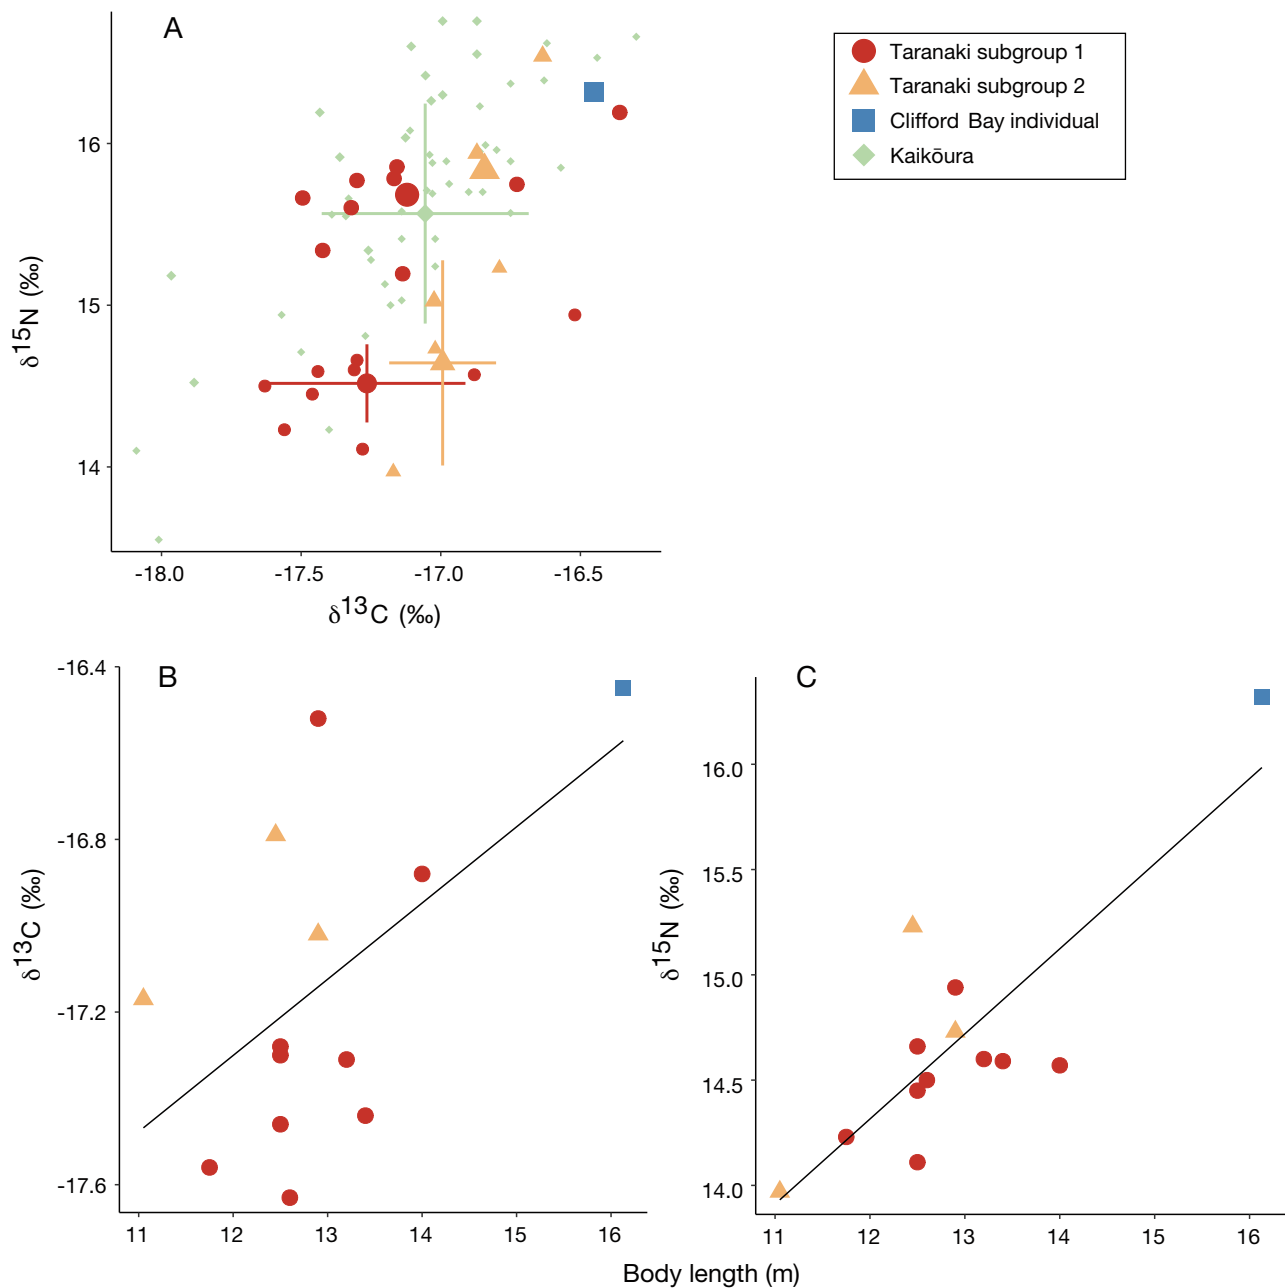 A
Taranaki subgroup 1
Taranaki subgroup 2
Clifford Bay individual
Kaikōura
16
15
14
δ15N (‰)
-18.0 -17.5 -17.0 -16.5
δ13C (‰)
B
-16.4
-16.8
-17.2
-17.6
δ13C (‰)
11 12 13 14 15 16
C
16.0
15.5
15.0
14.5
14.0
δ15N (‰)
11 12 13 14 15 16
Body length (m)